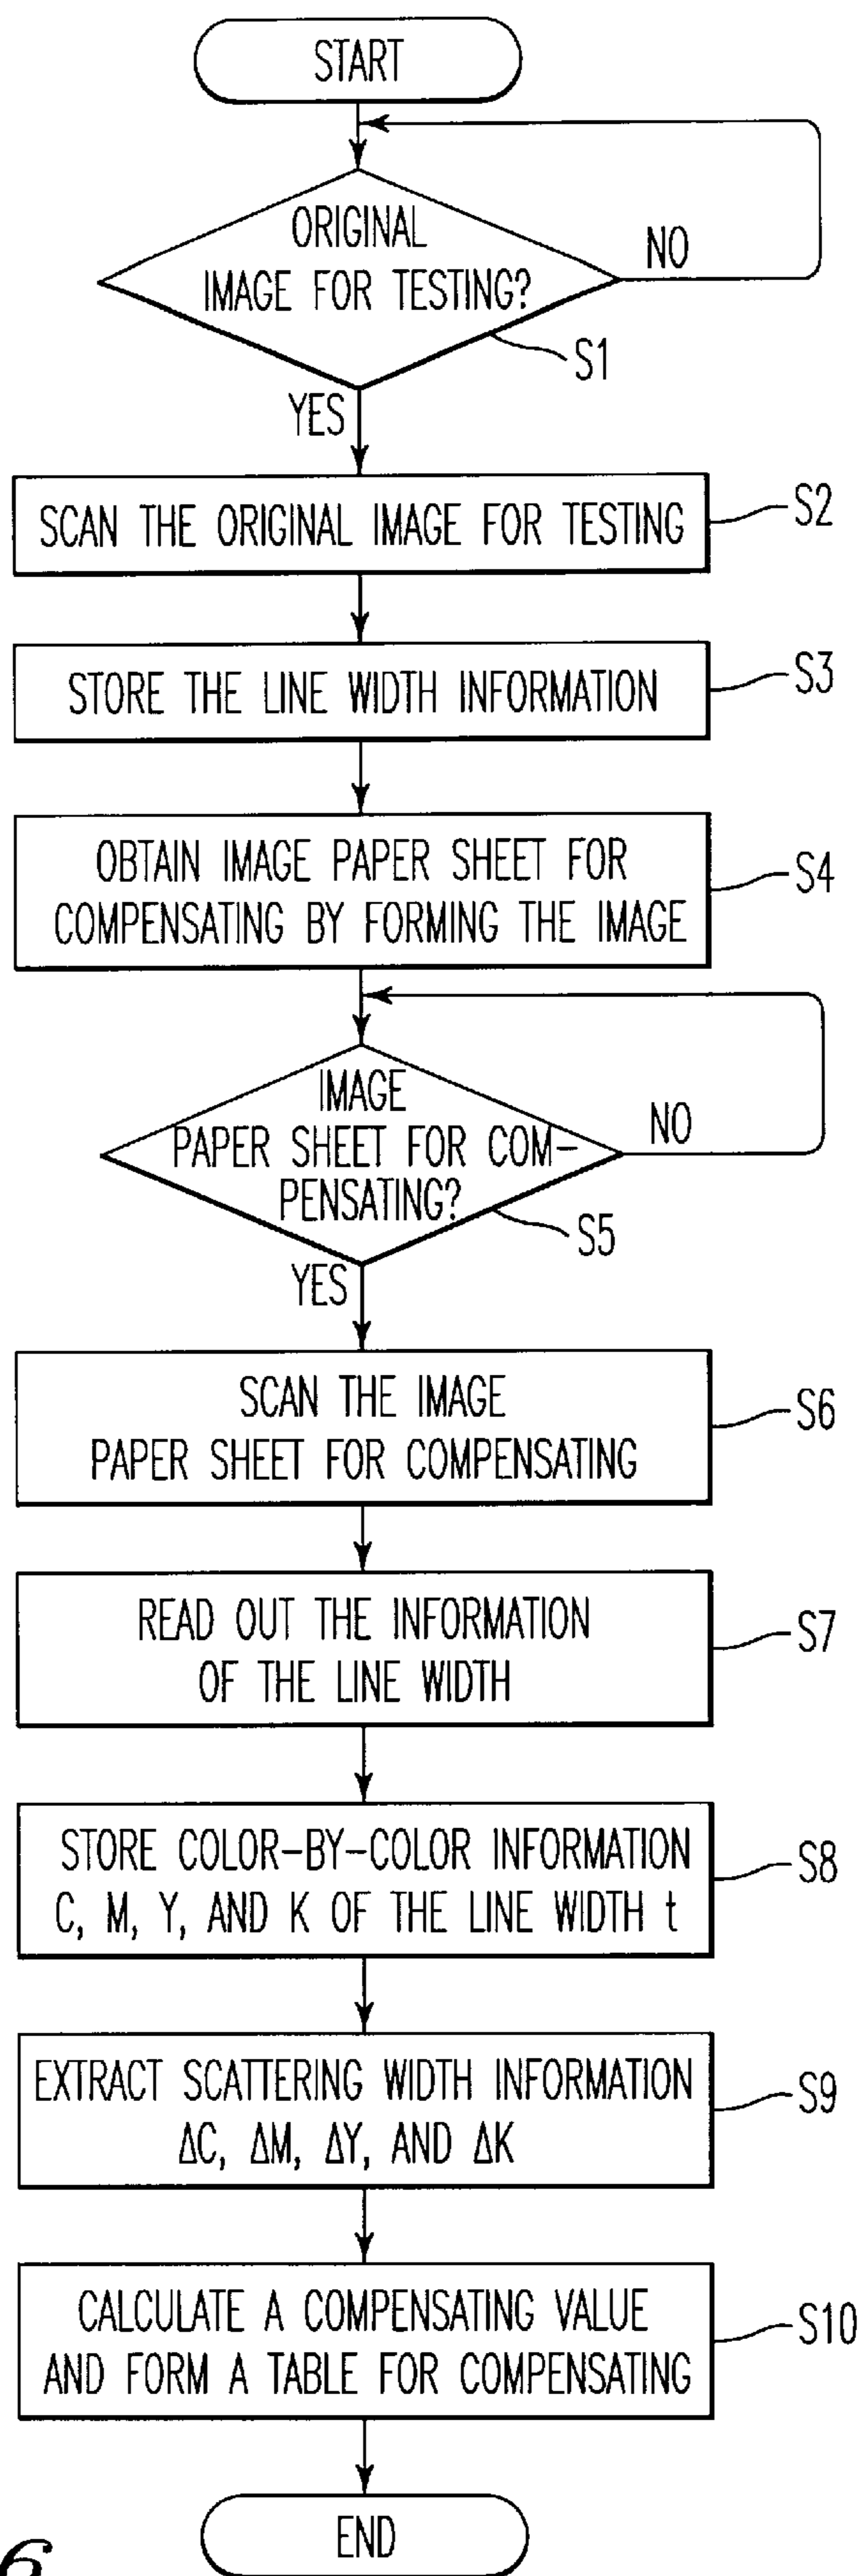 START
ORIGINAL
IMAGE FOR TESTING?
NO
S1
YES
SCAN THE ORIGINAL IMAGE FOR TESTING
S2
STORE THE LINE WIDTH INFORMATION
S3
OBTAIN IMAGE PAPER SHEET FOR
COMPENSATING BY FORMING THE IMAGE
S4
IMAGE
PAPER SHEET FOR COM-
PENSATING?
NO
S5
YES
SCAN THE IMAGE
PAPER SHEET FOR COMPENSATING
S6
READ OUT THE INFORMATION
OF THE LINE WIDTH
S7
STORE COLOR-BY-COLOR INFORMATION
C, M, Y, AND K OF THE LINE WIDTH t
S8
EXTRACT SCATTERING WIDTH INFORMATION
ΔC, ΔM, ΔY, AND ΔK
S9
CALCULATE A COMPENSATING VALUE
AND FORM A TABLE FOR COMPENSATING
S10
END